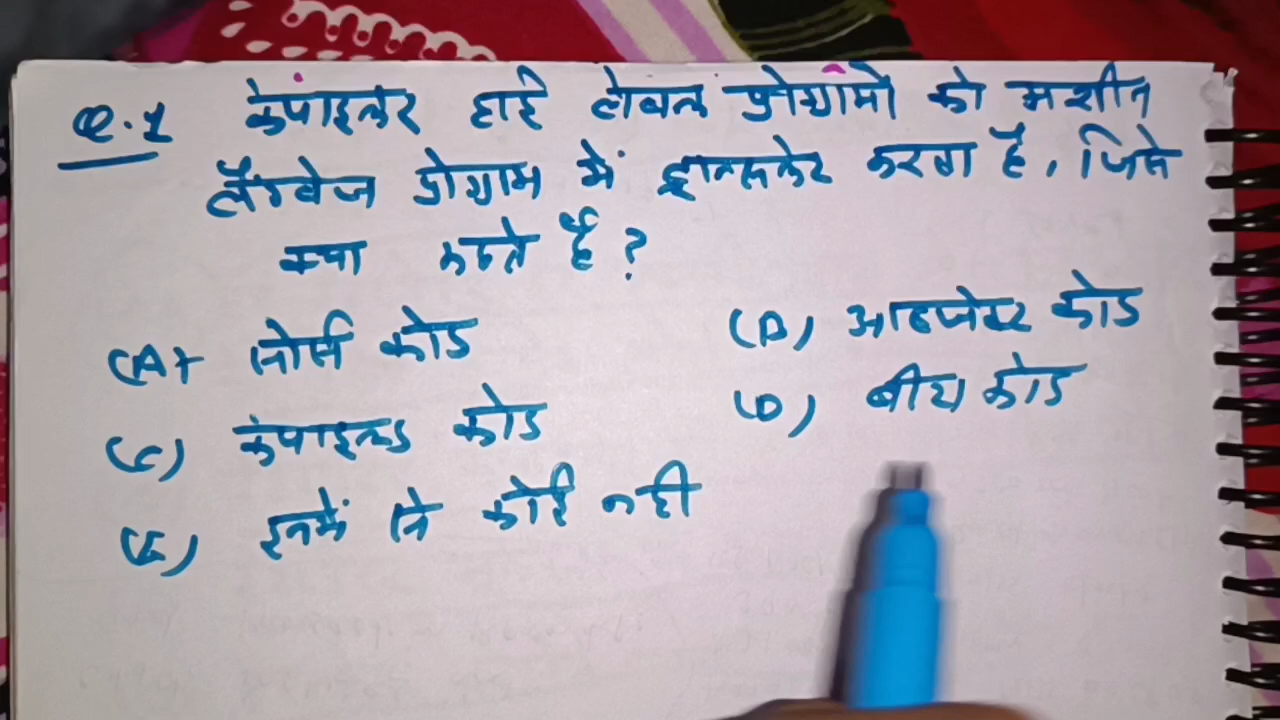 Q.1 कंपाइलर हाई लेवल प्रोग्रामों को मशीन
लैंग्वेज प्रोग्राम में ट्रान्सलेट करता है, जिसे
क्या कहते हैं?
(A) सोर्स कोड (B) आब्जेक्ट कोड
(C) कंपाइल्ड कोड (D) बीटा कोड
(E) इनमें से कोई नही